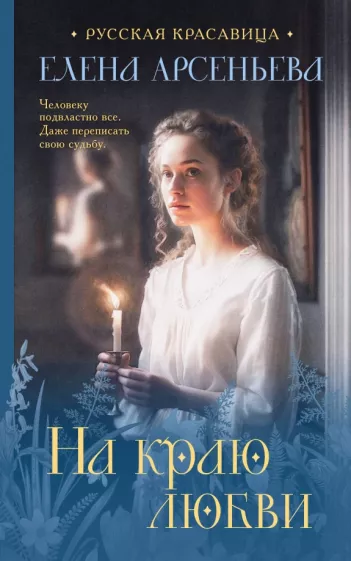 РУССКАЯ КРАСАВИЦА
ЕЛЕНА АРСЕНЬЕВА
Человеку
подвластно все.
Даже переписать
свою судьбу.
На краю
любви